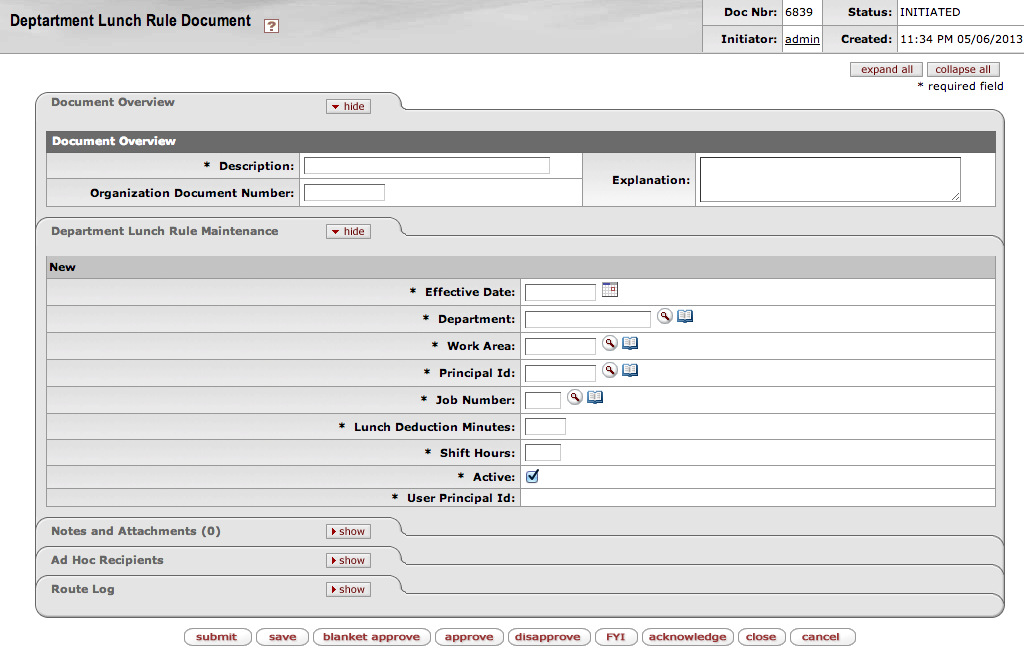 Deptartment Lunch Rule Document ?
Doc Nbr: 6839 Status: INITIATED
Initiator: admin Created: 11:34 PM 05/06/2013
expand all collapse all
* required field
Document Overview hide
Document Overview
* Description:
Explanation:
Organization Document Number:
Department Lunch Rule Maintenance hide
New
* Effective Date:
* Department:
* Work Area:
* Principal Id:
* Job Number:
* Lunch Deduction Minutes:
* Shift Hours:
* Active:
* User Principal Id:
Notes and Attachments (0) show
Ad Hoc Recipients show
Route Log show
submit save blanket approve approve disapprove FYI acknowledge close cancel